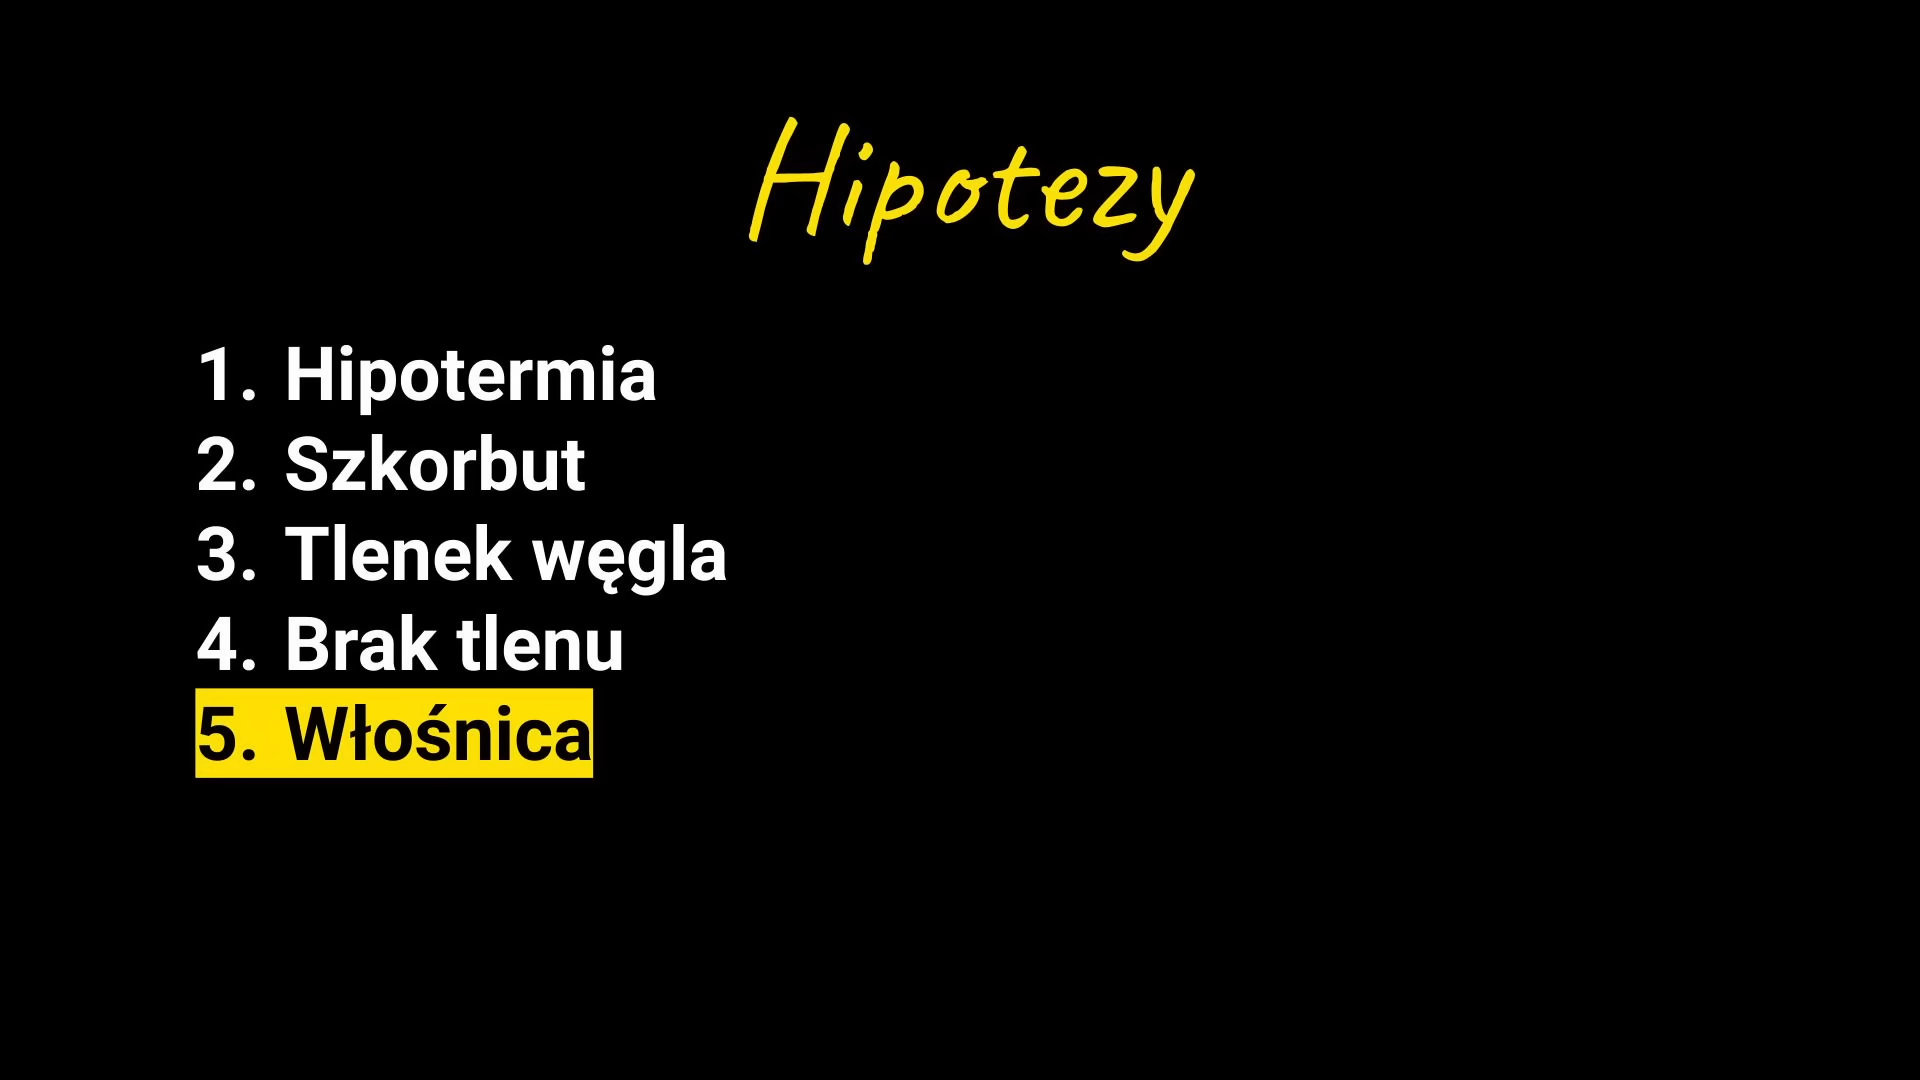 Hipotezy
1. Hipotermia
2. Szkorbut
3. Tlenek węgla
4. Brak tlenu
5. Włośnica